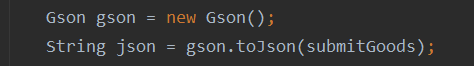 Gson gson = new Gson();
String json = gson.toJson(submitGoods);